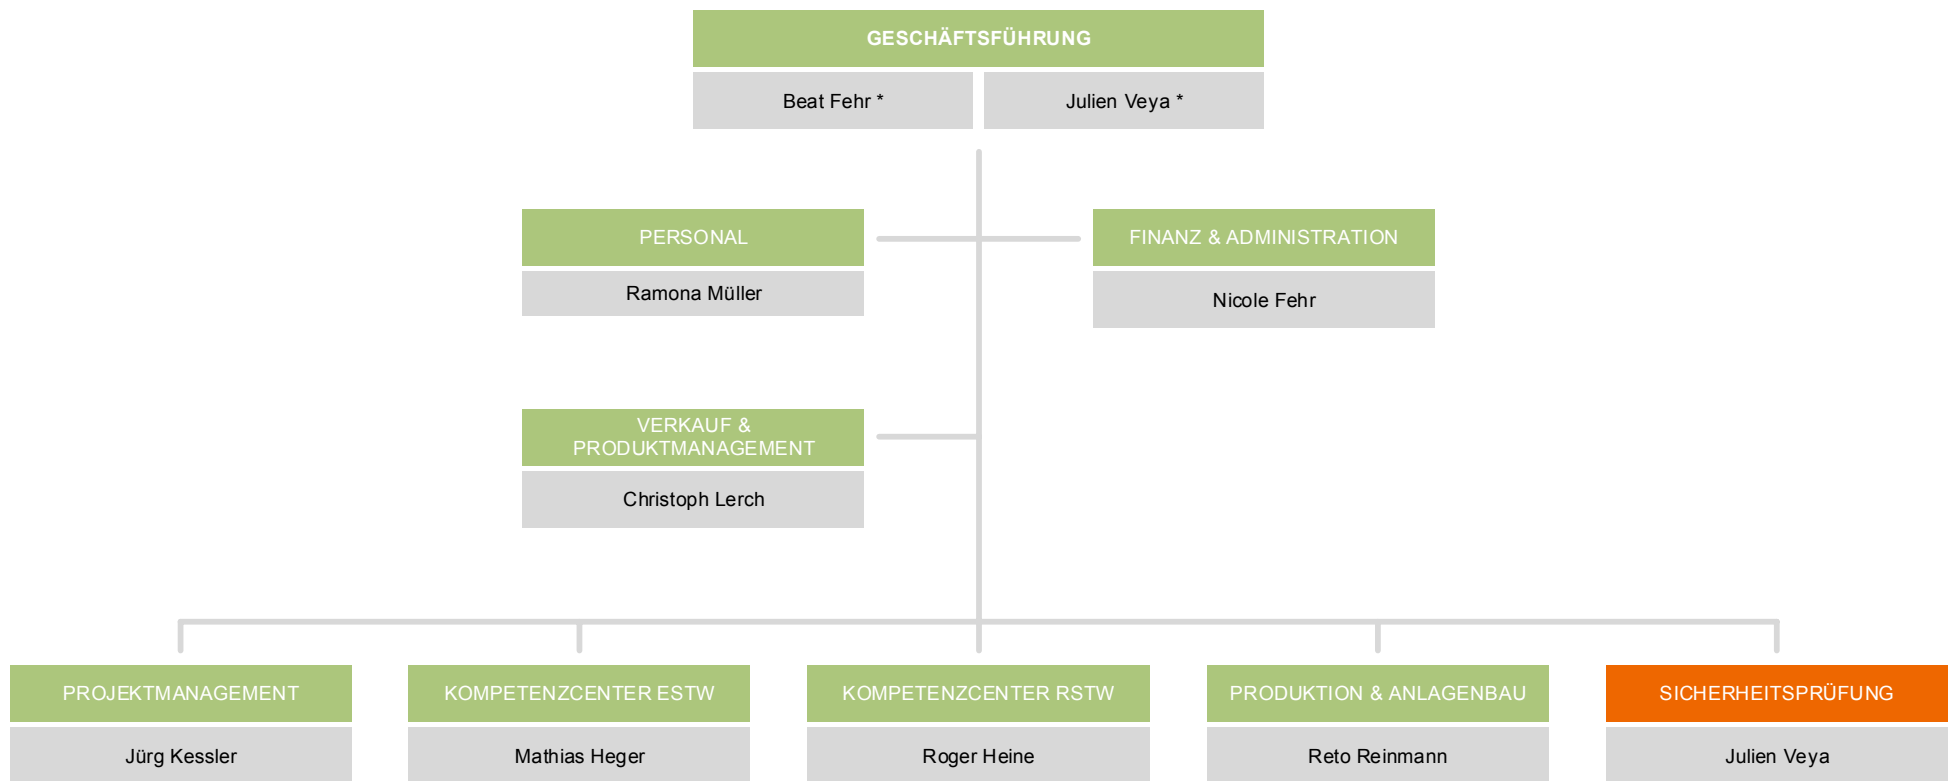 GESCHÄFTSFÜHRUNG
Beat Fehr *
Julien Veya *
PERSONAL
Ramona Müller
FINANZ & ADMINISTRATION
Nicole Fehr
VERKAUF &
PRODUKTMANAGEMENT
Christoph Lerch
PROJEKTMANAGEMENT
Jürg Kessler
KOMPETENZCENTER ESTW
Mathias Heger
KOMPETENZCENTER RSTW
Roger Heine
PRODUKTION & ANLAGENBAU
Reto Reinmann
SICHERHEITSPRÜFUNG
Julien Veya